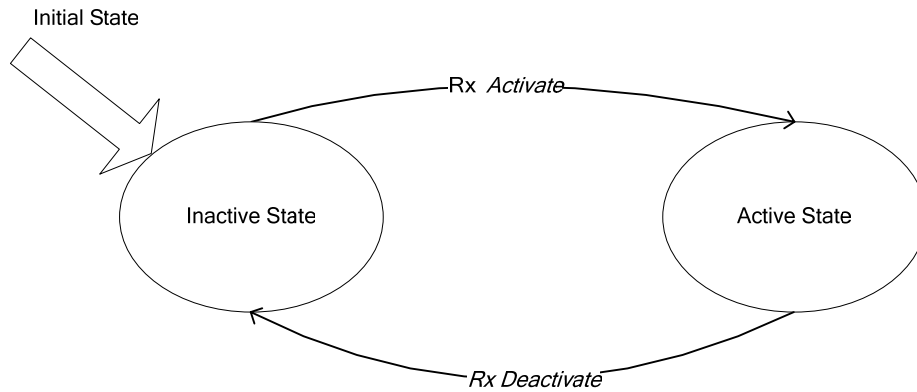 Initial State
Rx Activate
Inactive State
Active State
Rx Deactivate